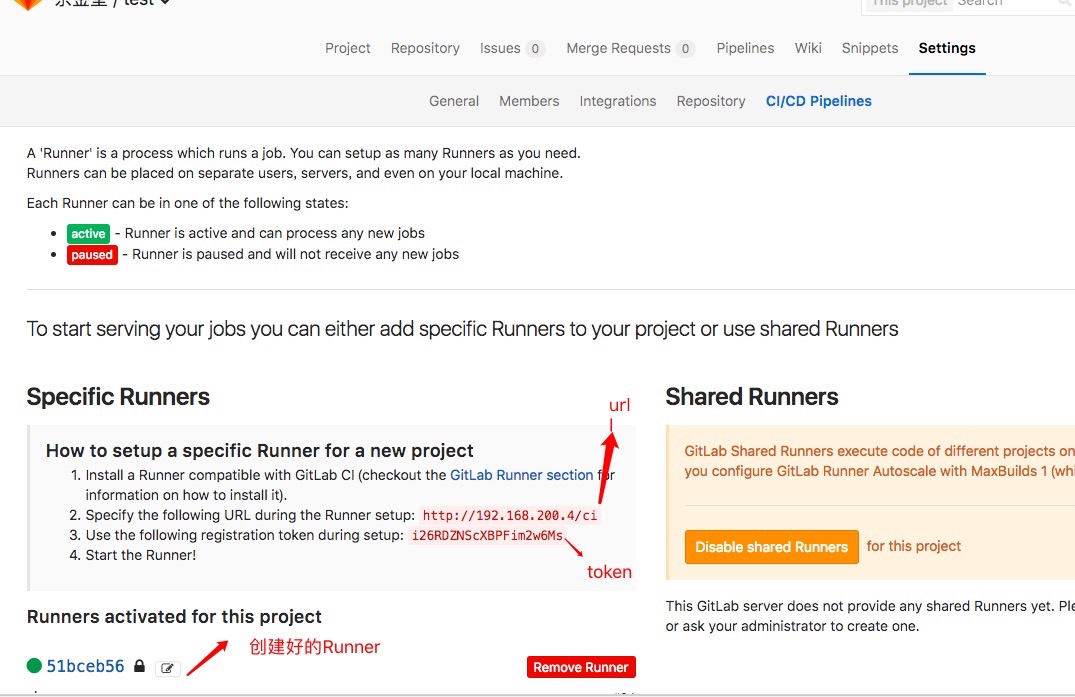 / test
This project Search
Project Repository Issues 0 Merge Requests 0 Pipelines Wiki Snippets Settings
General Members Integrations Repository CI/CD Pipelines
A 'Runner' is a process which runs a job. You can setup as many Runners as you need.
Runners can be placed on separate users, servers, and even on your local machine.
Each Runner can be in one of the following states:
• active - Runner is active and can process any new jobs
• paused - Runner is paused and will not receive any new jobs
To start serving your jobs you can either add specific Runners to your project or use shared Runners
Specific Runners
url
How to setup a specific Runner for a new project
1. Install a Runner compatible with GitLab CI (checkout the GitLab Runner section for
information on how to install it).
2. Specify the following URL during the Runner setup: http://192.168.200.4/ci
3. Use the following registration token during setup: i26RDZNScXBPFim2w6Ms
4. Start the Runner!
token
Runners activated for this project
创建好的Runner
51bceb56
Remove Runner
Shared Runners
GitLab Shared Runners execute code of different projects on
you configure GitLab Runner Autoscale with MaxBuilds 1 (whi
Disable shared Runners for this project
This GitLab server does not provide any shared Runners yet. Ple
or ask your administrator to create one.